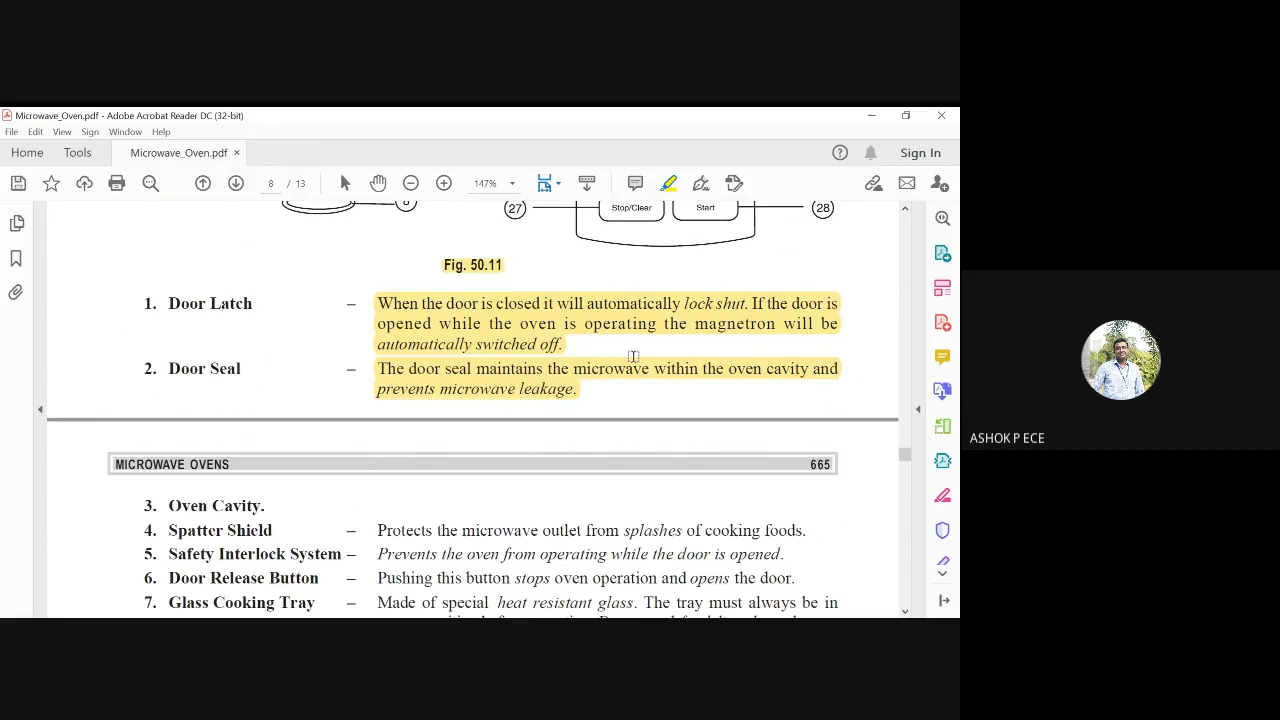 Microwave_Oven.pdf - Adobe Acrobat Reader DC (32-bit)
File Edit View Sign Window Help
Home Tools Microwave_Oven.pdf × Sign In
8 / 13 147%
27 Stop/Clear Start 28
Fig. 50.11
1. Door Latch – When the door is closed it will automatically lock shut. If the door is
opened while the oven is operating the magnetron will be
automatically switched off.
2. Door Seal – The door seal maintains the microwave within the oven cavity and
prevents microwave leakage.
ASHOK P ECE
MICROWAVE OVENS 665
3. Oven Cavity.
4. Spatter Shield – Protects the microwave outlet from splashes of cooking foods.
5. Safety Interlock System – Prevents the oven from operating while the door is opened.
6. Door Release Button – Pushing this button stops oven operation and opens the door.
7. Glass Cooking Tray – Made of special heat resistant glass. The tray must always be in